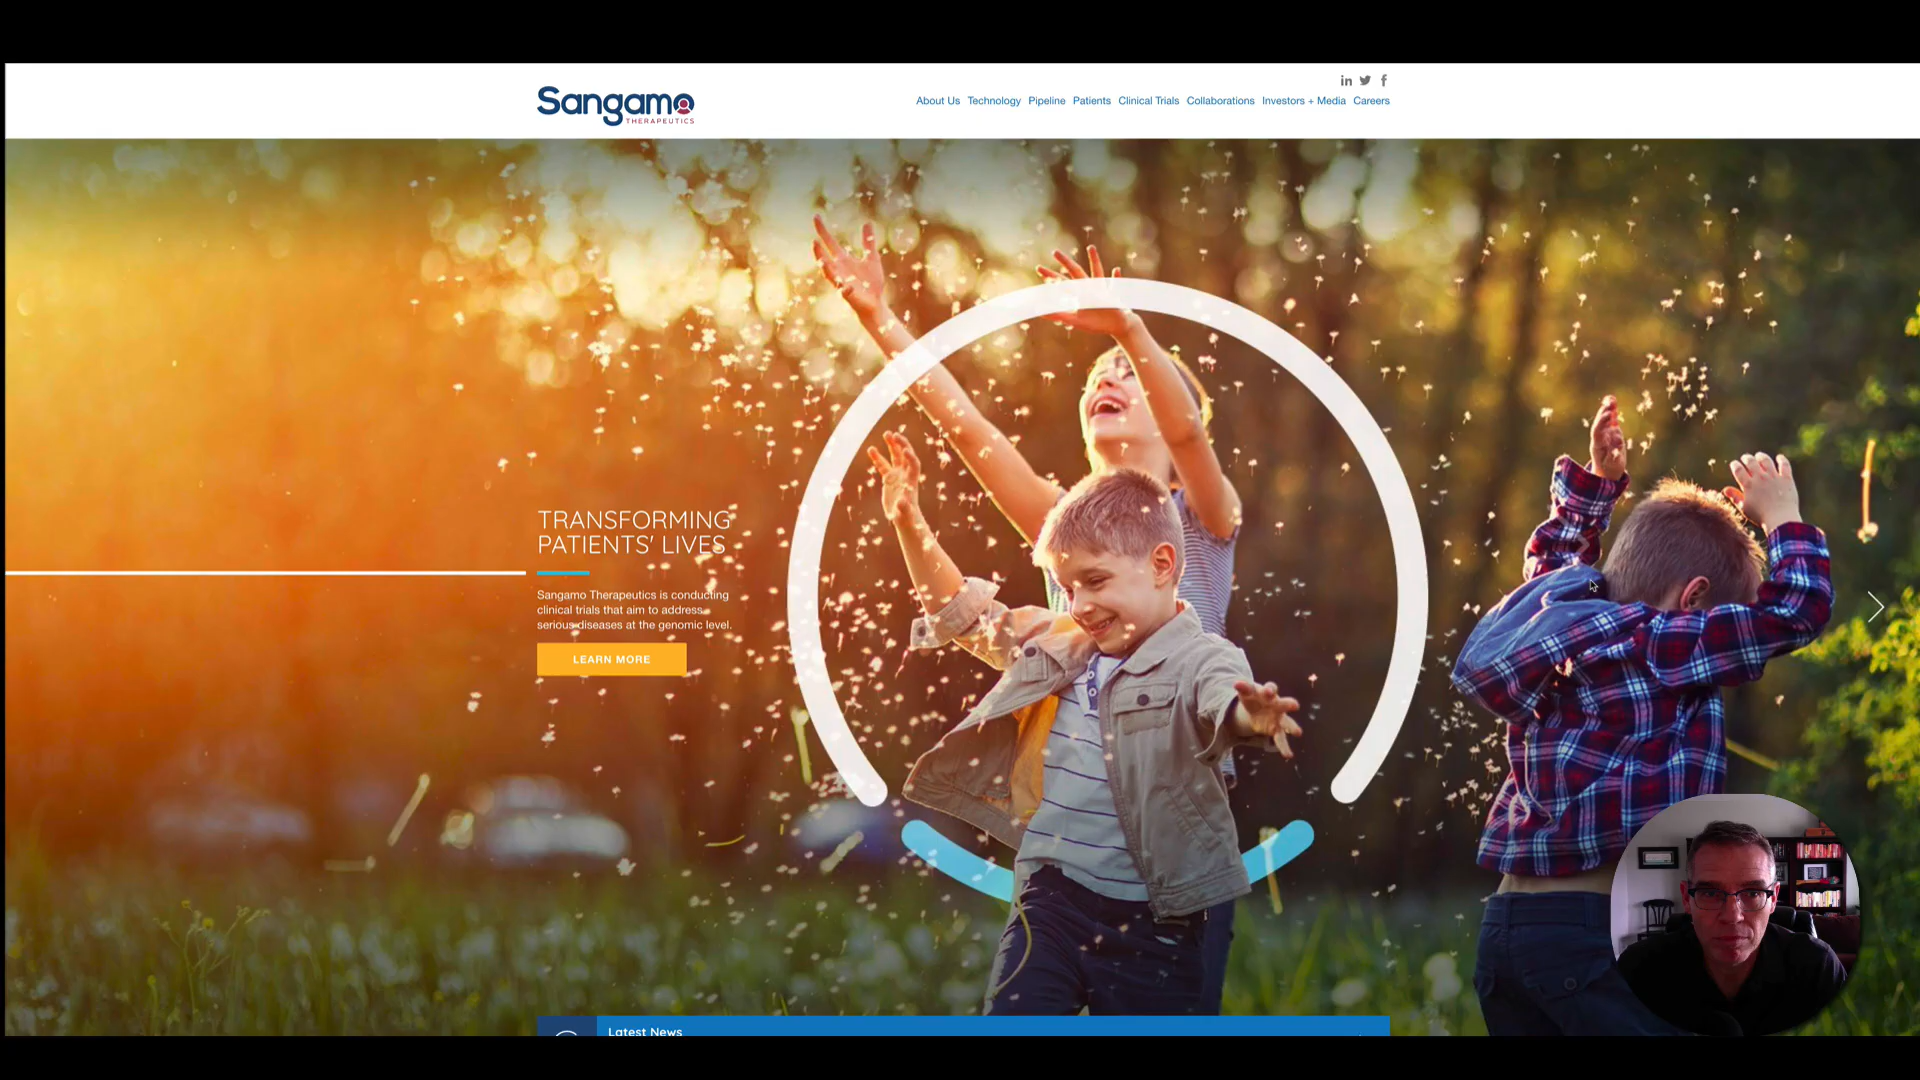 Sangamo
THERAPEUTICS
About Us Technology Pipeline Patients Clinical Trials Collaborations Investors + Media Careers
TRANSFORMING
PATIENTS' LIVES
Sangamo Therapeutics is conducting
clinical trials that aim to address
serious diseases at the genomic level.
LEARN MORE
Latest News